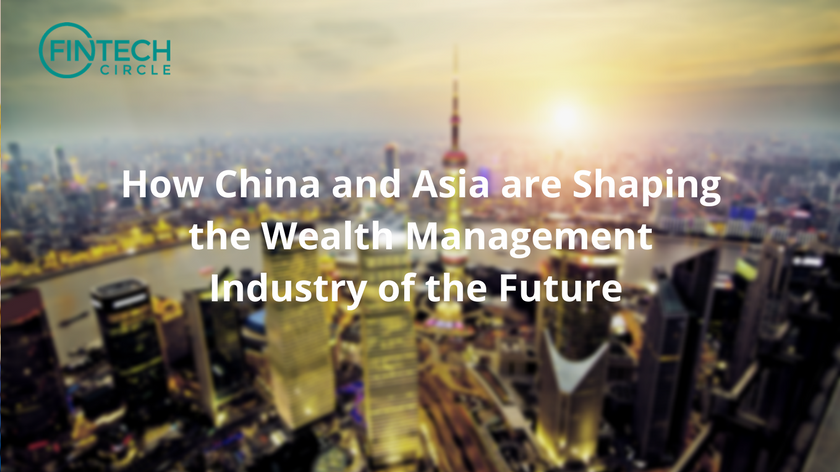 FINTECH
CIRCLE
How China and Asia are Shaping
the Wealth Management
Industry of the Future